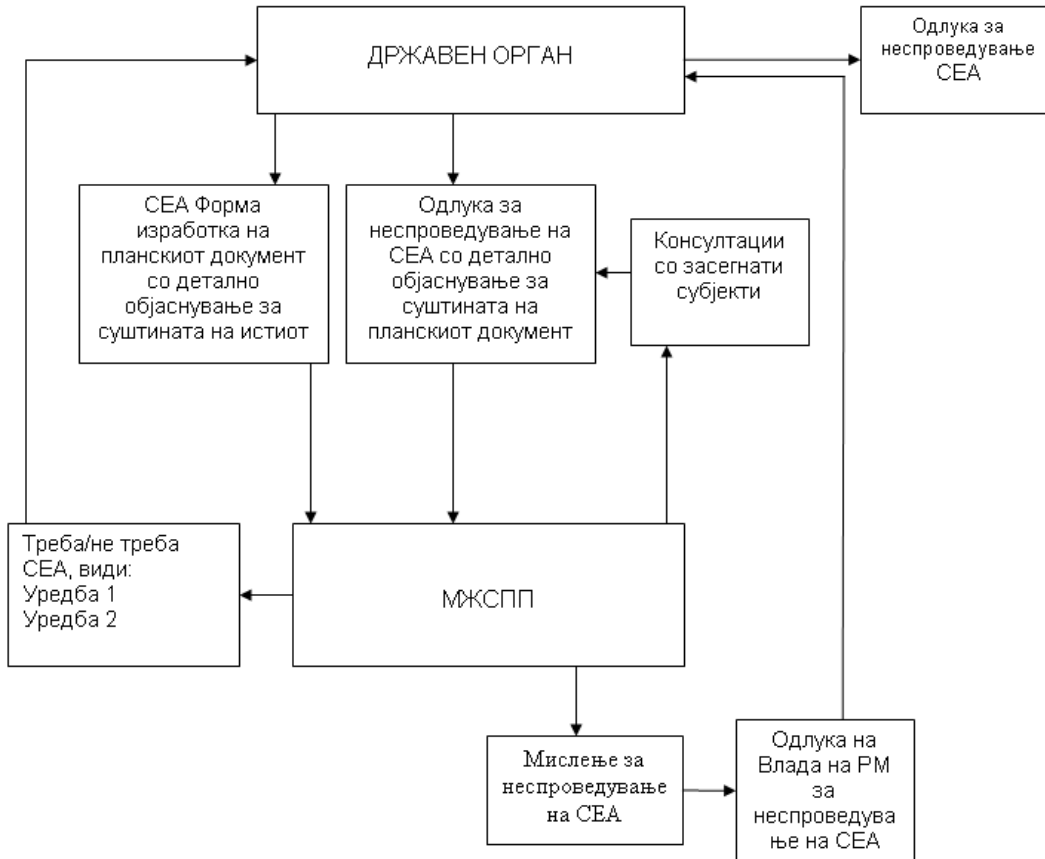 ДРЖАВЕН ОРГАН
Одлука за
неспроведување
СЕА
СЕА Форма
изработка на
планскиот документ
со детално
објаснување за
суштината на истиот
Одлука за
неспроведување на
СЕА со детално
објаснување за
суштината на
планскиот документ
Консултации
со засегнати
субјекти
Треба/не треба
СЕА, види:
Уредба 1
Уредба 2
МЖСПП
Мислење за
неспроведување
на СЕА
Одлука на
Влада на РМ
за
неспроведува
ње на СЕА